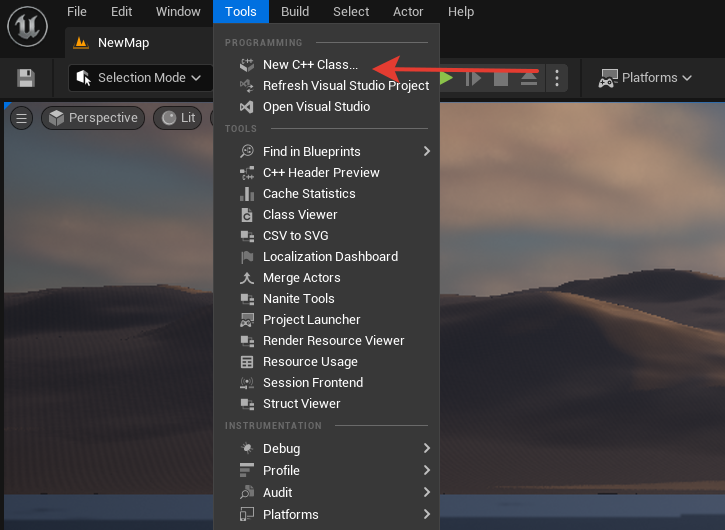 File Edit Window Tools Build Select Actor Help
NewMap
PROGRAMMING
Selection Mode
Platforms
New C++ Class...
Refresh Visual Studio Project
Open Visual Studio
Perspective
Lit
TOOLS
Find in Blueprints
C++ Header Preview
Cache Statistics
Class Viewer
CSV to SVG
Localization Dashboard
Merge Actors
Nanite Tools
Project Launcher
Render Resource Viewer
Resource Usage
Session Frontend
Struct Viewer
INSTRUMENTATION
Debug
Profile
Audit
Platforms